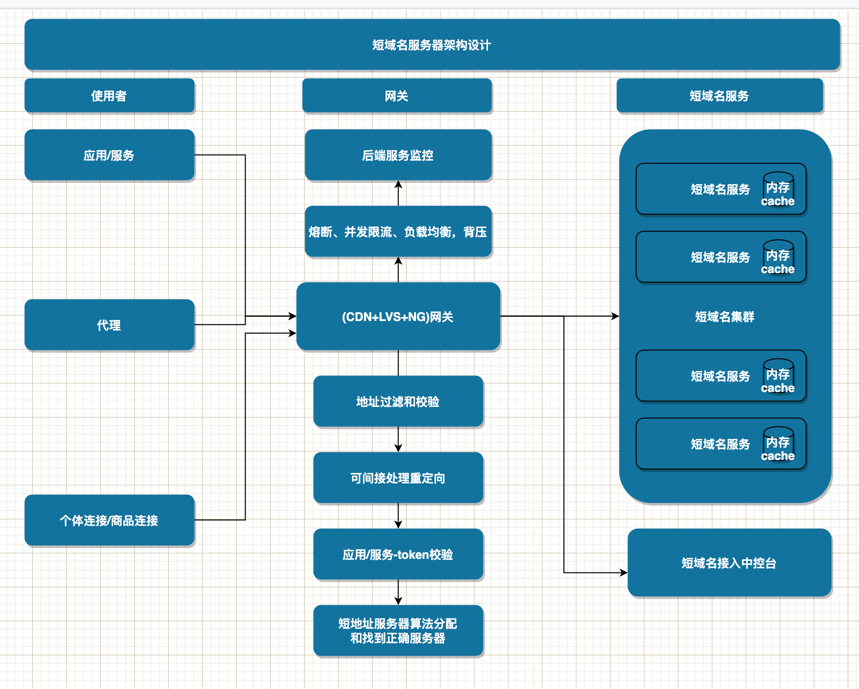 短域名服务器架构设计
使用者
网关
短域名服务
应用/服务
代理
个体连接/商品连接
后端服务监控
熔断、并发限流、负载均衡，背压
(CDN+LVS+NG)网关
地址过滤和校验
可间接处理重定向
应用/服务-token校验
短地址服务器算法分配
和找到正确服务器
短域名服务
内存
cache
短域名服务
内存
cache
短域名集群
短域名服务
内存
cache
短域名服务
内存
cache
短域名接入中控台